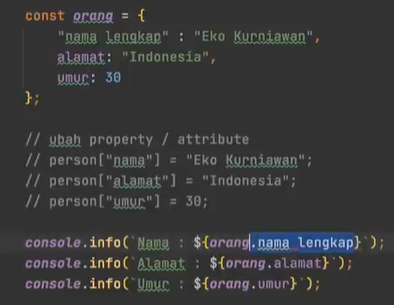 const orang = {
"nama lengkap" : "Eko Kurniawan",
alamat: "Indonesia",
umur: 30
};
// ubah property / attribute
// person["nama"] = "Eko Kurniawan";
// person["alamat"] = "Indonesia";
// person["umur"] = 30;
console.info(`Nama : ${orang.nama lengkap}`);
console.info(`Alamat : ${orang.alamat}`);
console.info(`Umur : ${orang.umur}`);